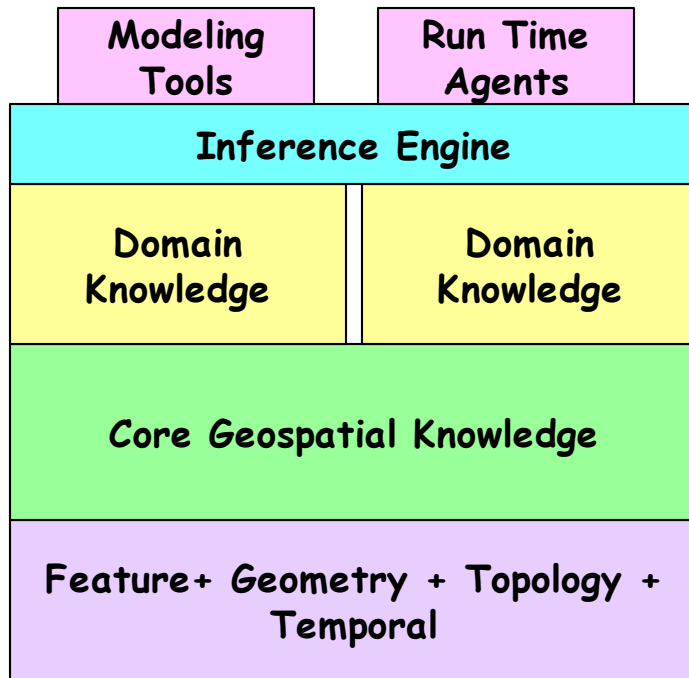 Modeling
Tools
Run Time
Agents
Inference Engine
Domain
Knowledge
Domain
Knowledge
Core Geospatial Knowledge
Feature+ Geometry + Topology +
Temporal